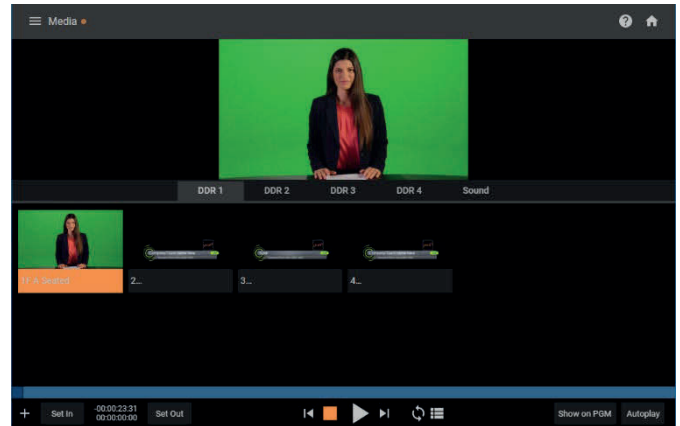 Media
DDR 1 DDR 2 DDR 3 DDR 4 Sound
1F A Seated 2... 3... 4...
+ Set In -00:00:23.31 Set Out Show on PGM Autoplay
00:00:00:00